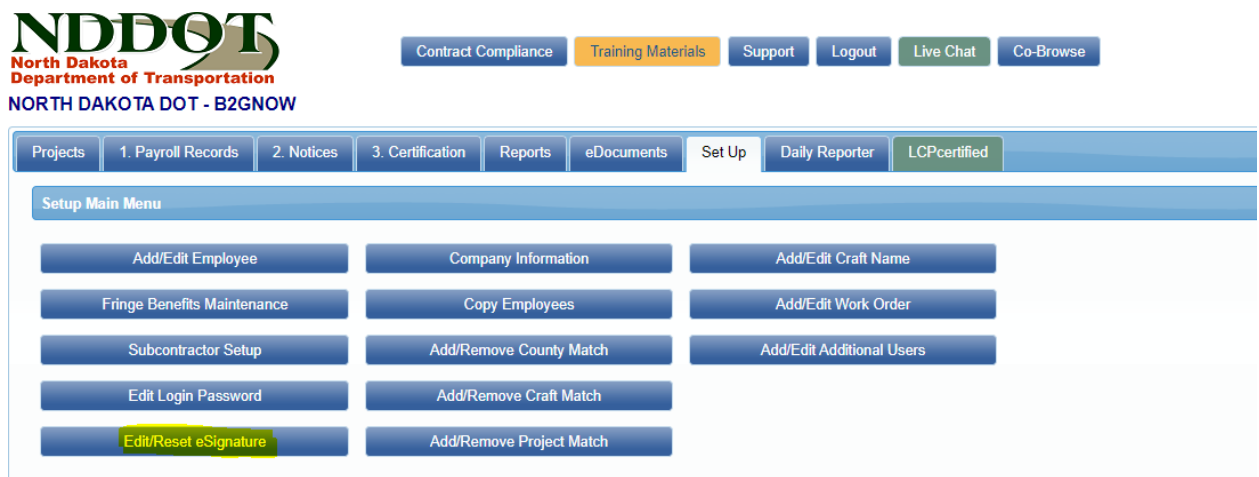 NDDOT
North Dakota
Department of Transportation
NORTH DAKOTA DOT - B2GNOW
Contract Compliance Training Materials Support Logout Live Chat Co-Browse
Projects 1. Payroll Records 2. Notices 3. Certification Reports eDocuments Set Up Daily Reporter LCPcertified
Setup Main Menu
Add/Edit Employee Company Information Add/Edit Craft Name
Fringe Benefits Maintenance Copy Employees Add/Edit Work Order
Subcontractor Setup Add/Remove County Match Add/Edit Additional Users
Edit Login Password Add/Remove Craft Match
Edit/Reset eSignature Add/Remove Project Match